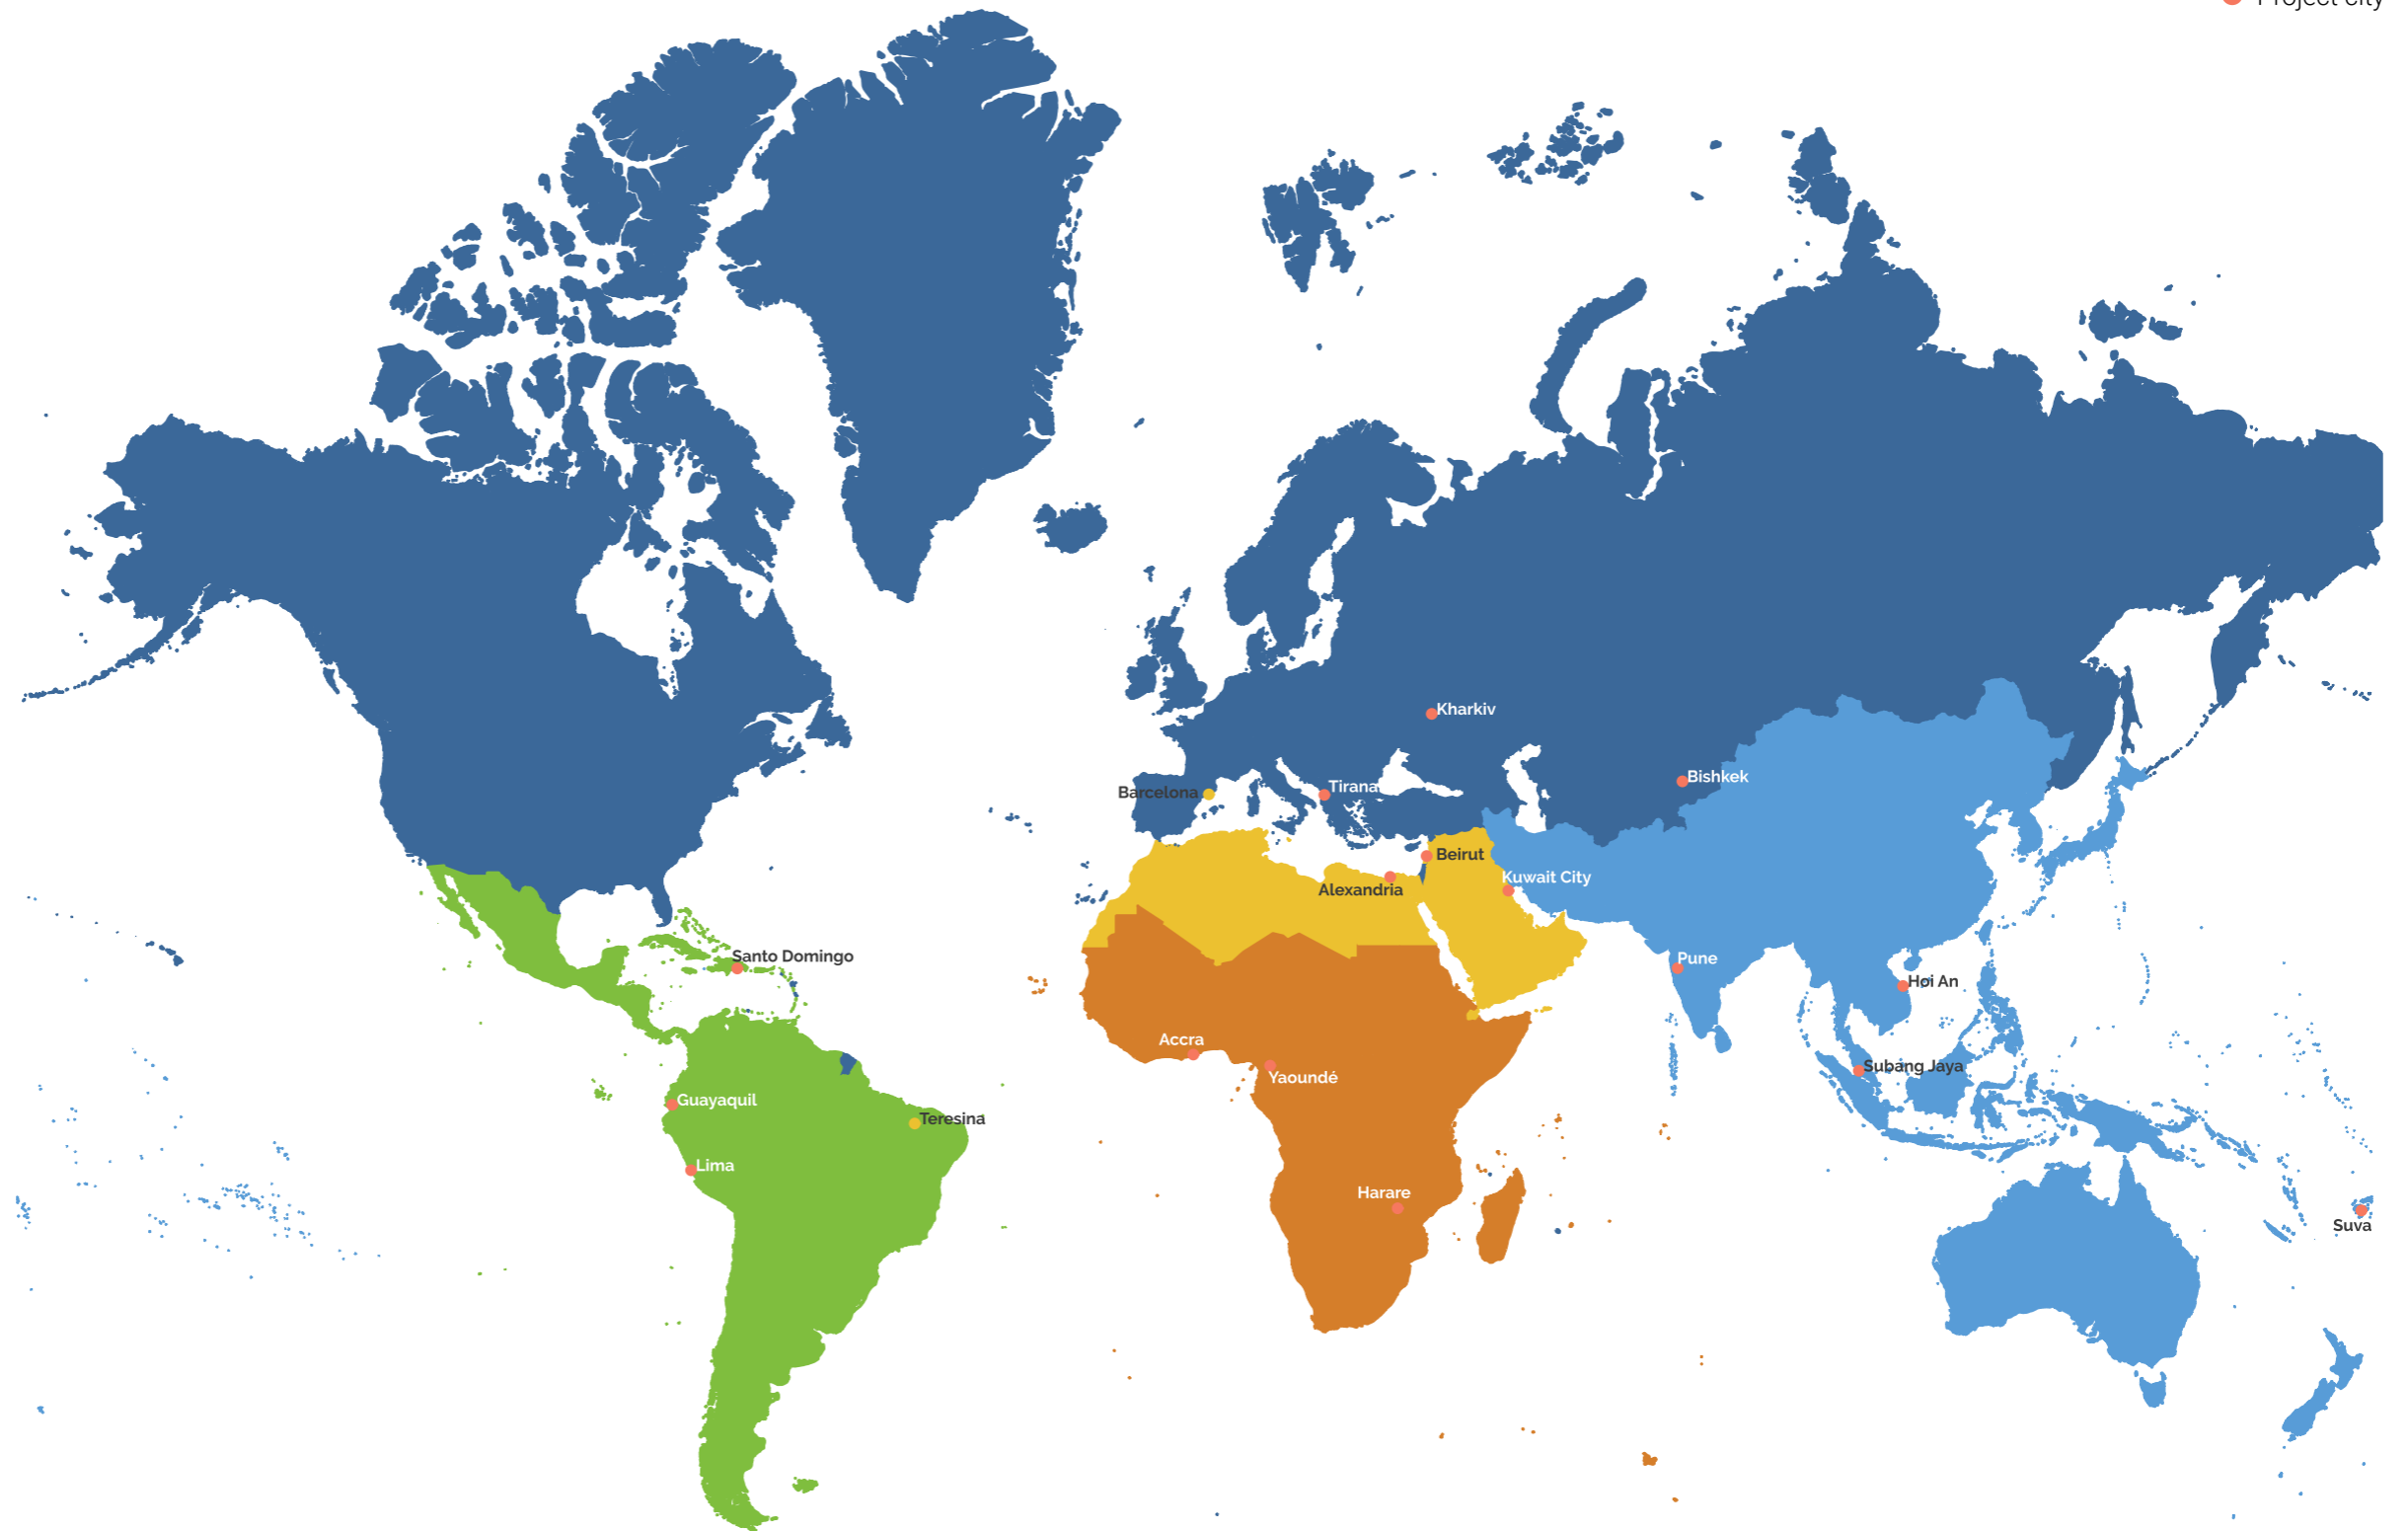 Project city
Kharkiv
Bishkek
Tirana
Barcelona
Beirut
Kuwait City
Alexandria
Santo Domingo
Pune
Hoi An
Accra
Subang Jaya
Yaoundé
Guayaquil
Teresina
Lima
Harare
Suva